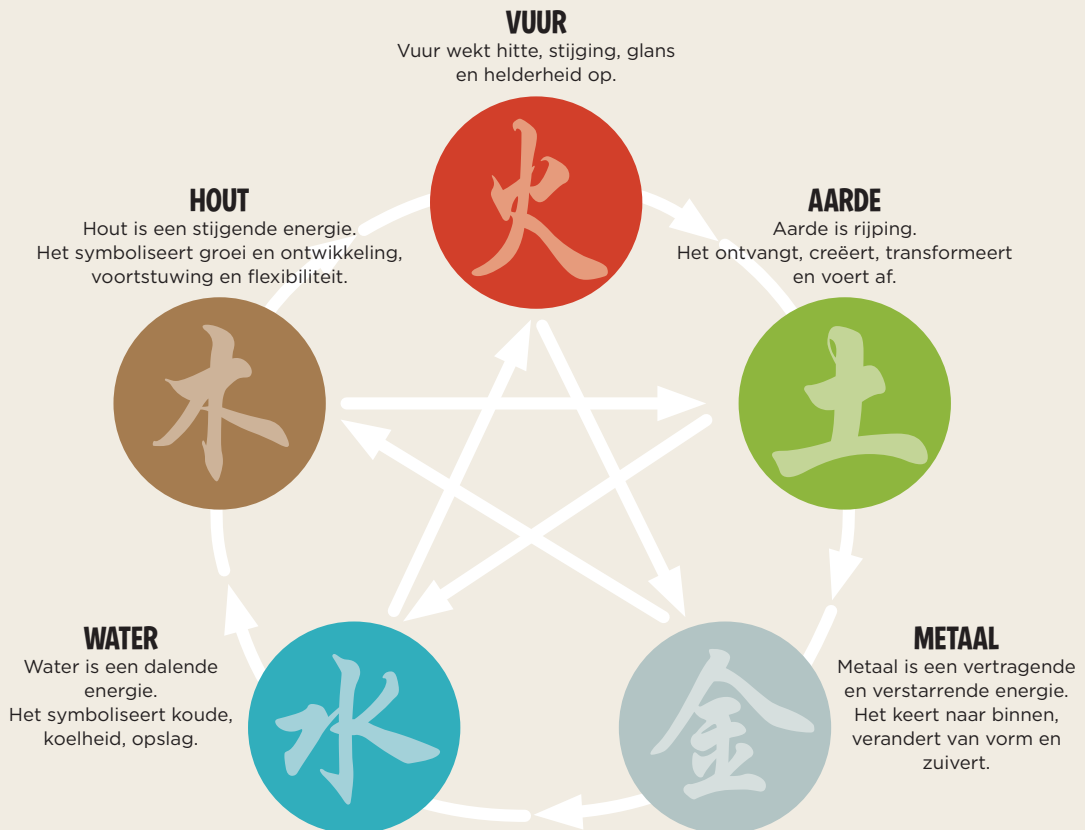 VUUR
Vuur wekt hitte, stijging, glans
en helderheid op.
火
HOUT
Hout is een stijgende energie.
Het symboliseert groei en ontwikkeling,
voortstuwing en flexibiliteit.
木
AARDE
Aarde is rijping.
Het ontvangt, creëert, transformeert
en voert af.
土
WATER
Water is een dalende
energie.
Het symboliseert koude,
koelheid, opslag.
水
METAAL
Metaal is een vertragende
en verstarrende energie.
Het keert naar binnen,
verandert van vorm en
zuivert.
金